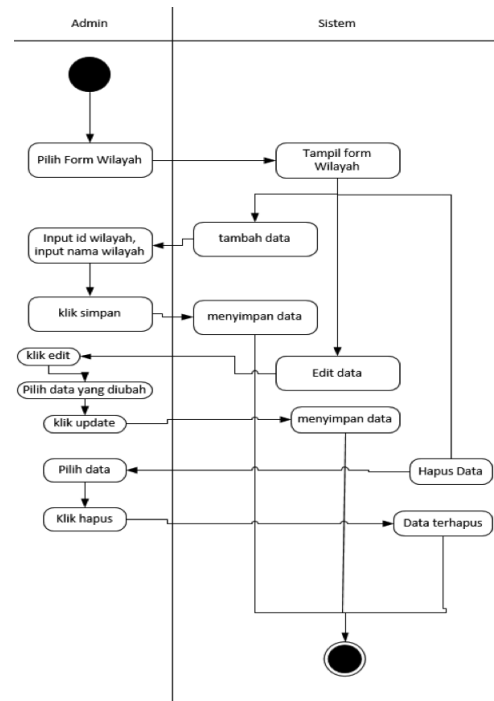 Admin
Sistem
Pilih Form Wilayah
Tampil form
Wilayah
tambah data
Input id wilayah,
input nama wilayah
klik simpan
menyimpan data
klik edit
Edit data
Pilih data yang diubah
klik update
menyimpan data
Pilih data
Hapus Data
Klik hapus
Data terhapus